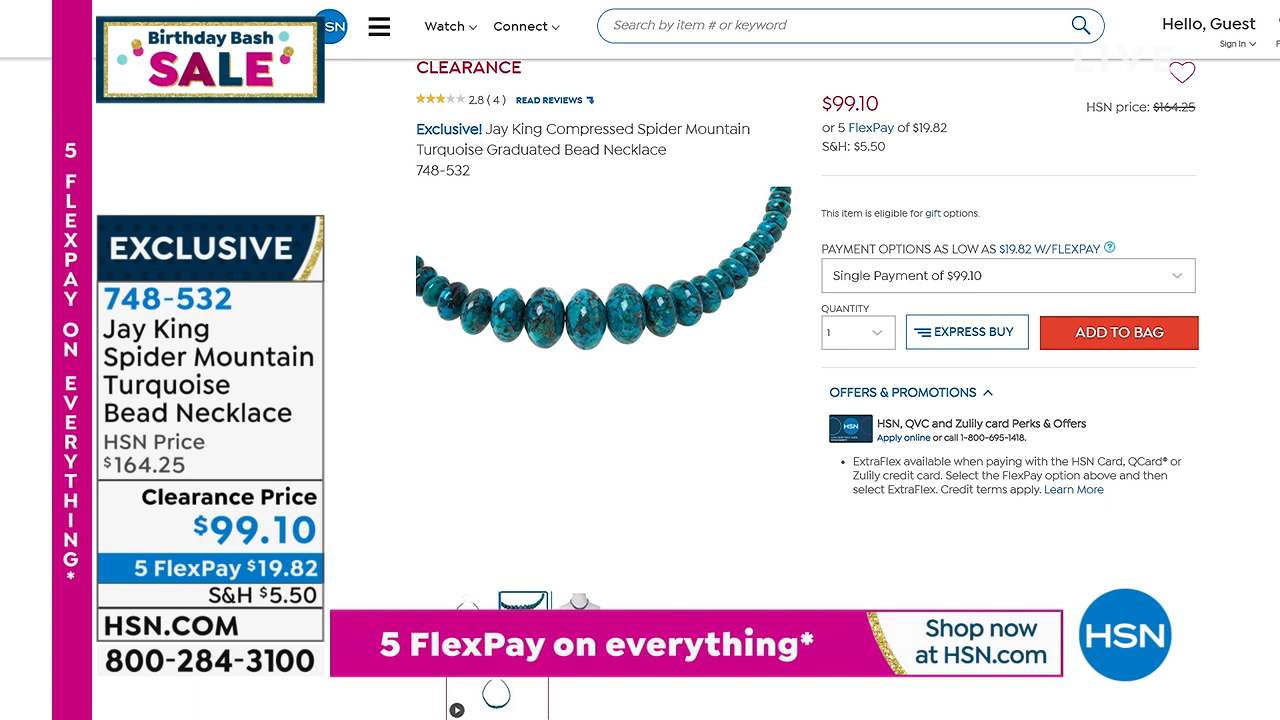 Birthday Bash
SALE
SN
Watch
Connect
Search by item # or keyword
Hello, Guest
Sign In
LIVE
5 FLEXPAY ON EVERYTHING*
CLEARANCE
2.8 ( 4 ) READ REVIEWS
Exclusive! Jay King Compressed Spider Mountain
Turquoise Graduated Bead Necklace
748-532
$99.10
HSN price: $164.25
or 5 FlexPay of $19.82
S&H: $5.50
This item is eligible for gift options.
PAYMENT OPTIONS AS LOW AS $19.82 W/FLEXPAY ?
Single Payment of $99.10
QUANTITY
1
EXPRESS BUY
ADD TO BAG
OFFERS & PROMOTIONS
HSN
HSN, QVC and Zulily card Perks & Offers
Apply online or call 1-800-695-1418.
• ExtraFlex available when paying with the HSN Card, QCard® or
Zulily credit card. Select the FlexPay option above and then
select ExtraFlex. Credit terms apply. Learn More
EXCLUSIVE
748-532
Jay King
Spider Mountain
Turquoise
Bead Necklace
HSN Price
$164.25
Clearance Price
$99.10
5 FlexPay $19.82
S&H $5.50
HSN.COM
800-284-3100
5 FlexPay on everything*
Shop now
at HSN.com
HSN